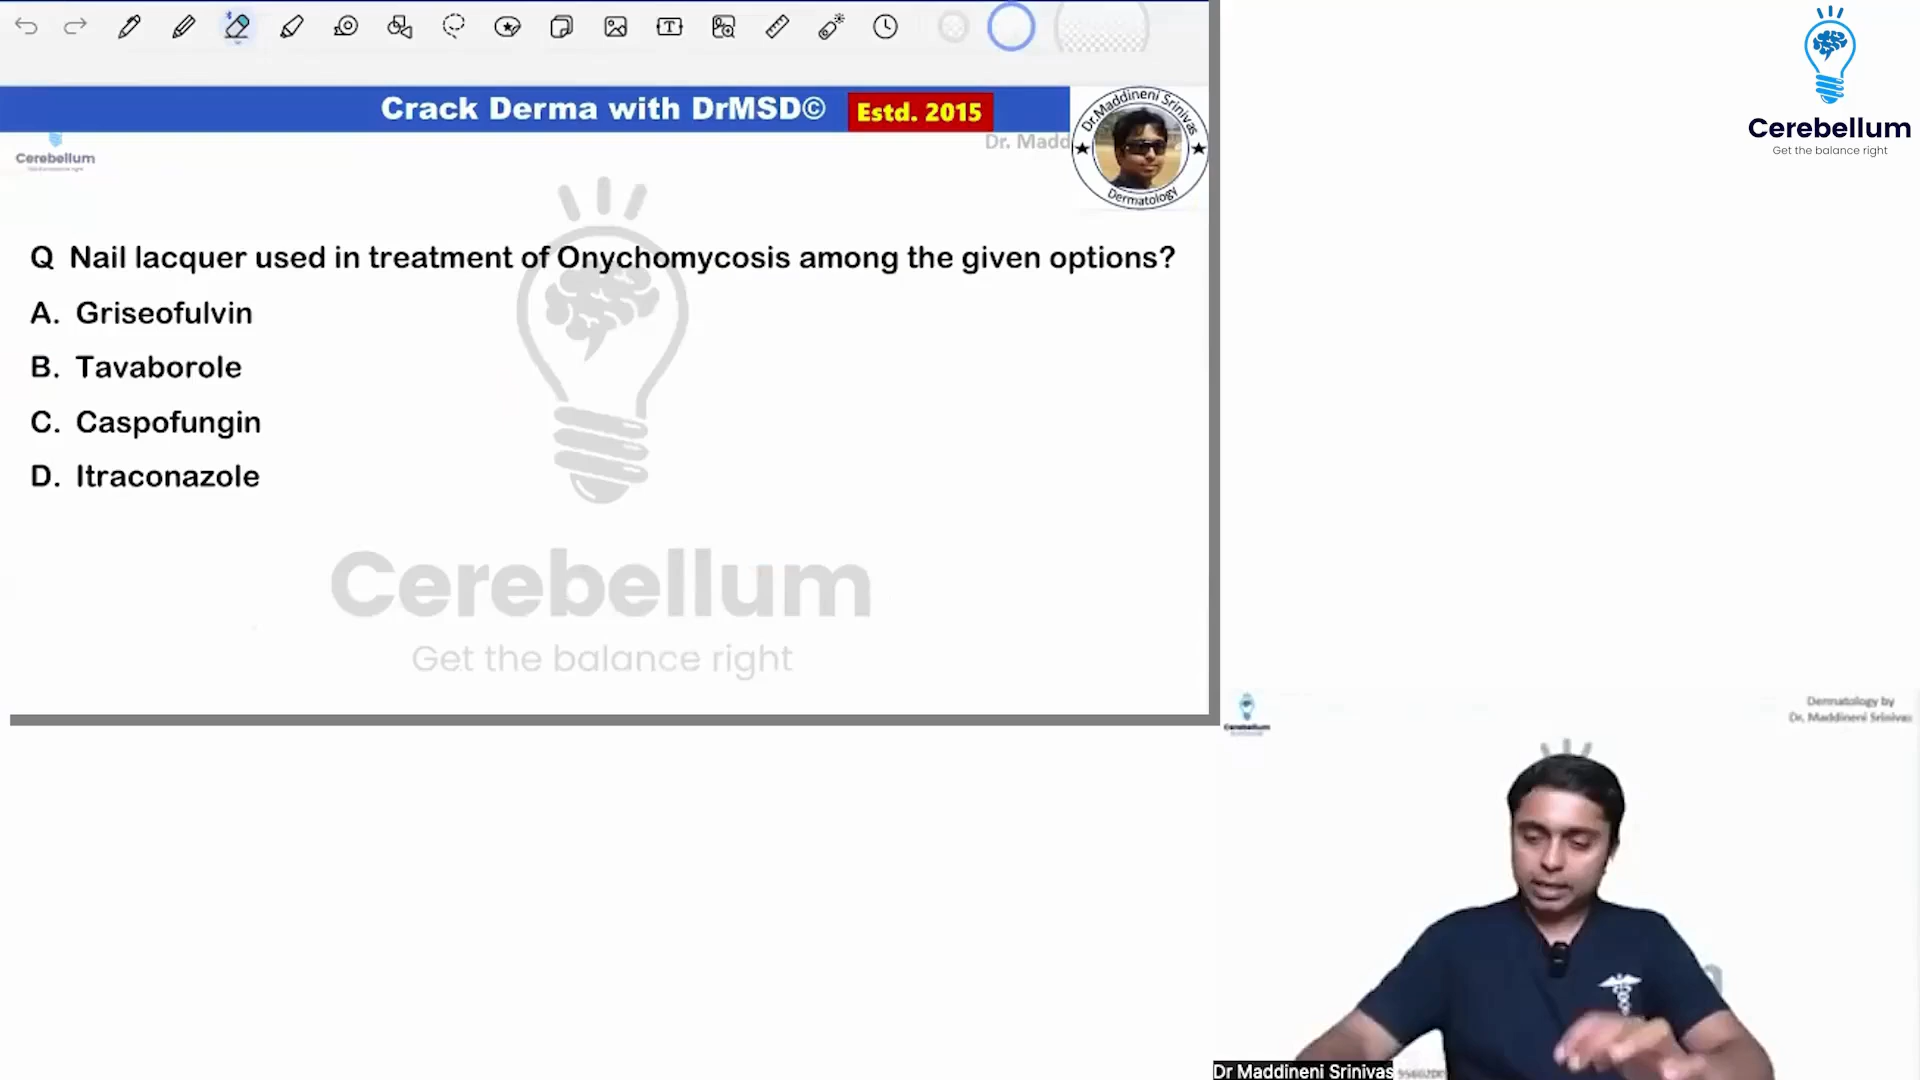 Crack Derma with DrMSD©
Estd. 2015
Dr.Maddineni Srinivas
Dermatology
Dr. Madd
Cerebellum
Cerebellum
Get the balance right
Q Nail lacquer used in treatment of Onychomycosis among the given options?
A. Griseofulvin
B. Tavaborole
C. Caspofungin
D. Itraconazole
Cerebellum
Get the balance right
Cerebellum
Dermatology by
Dr. Maddineni Srinivas
Dr Maddineni Srinivas